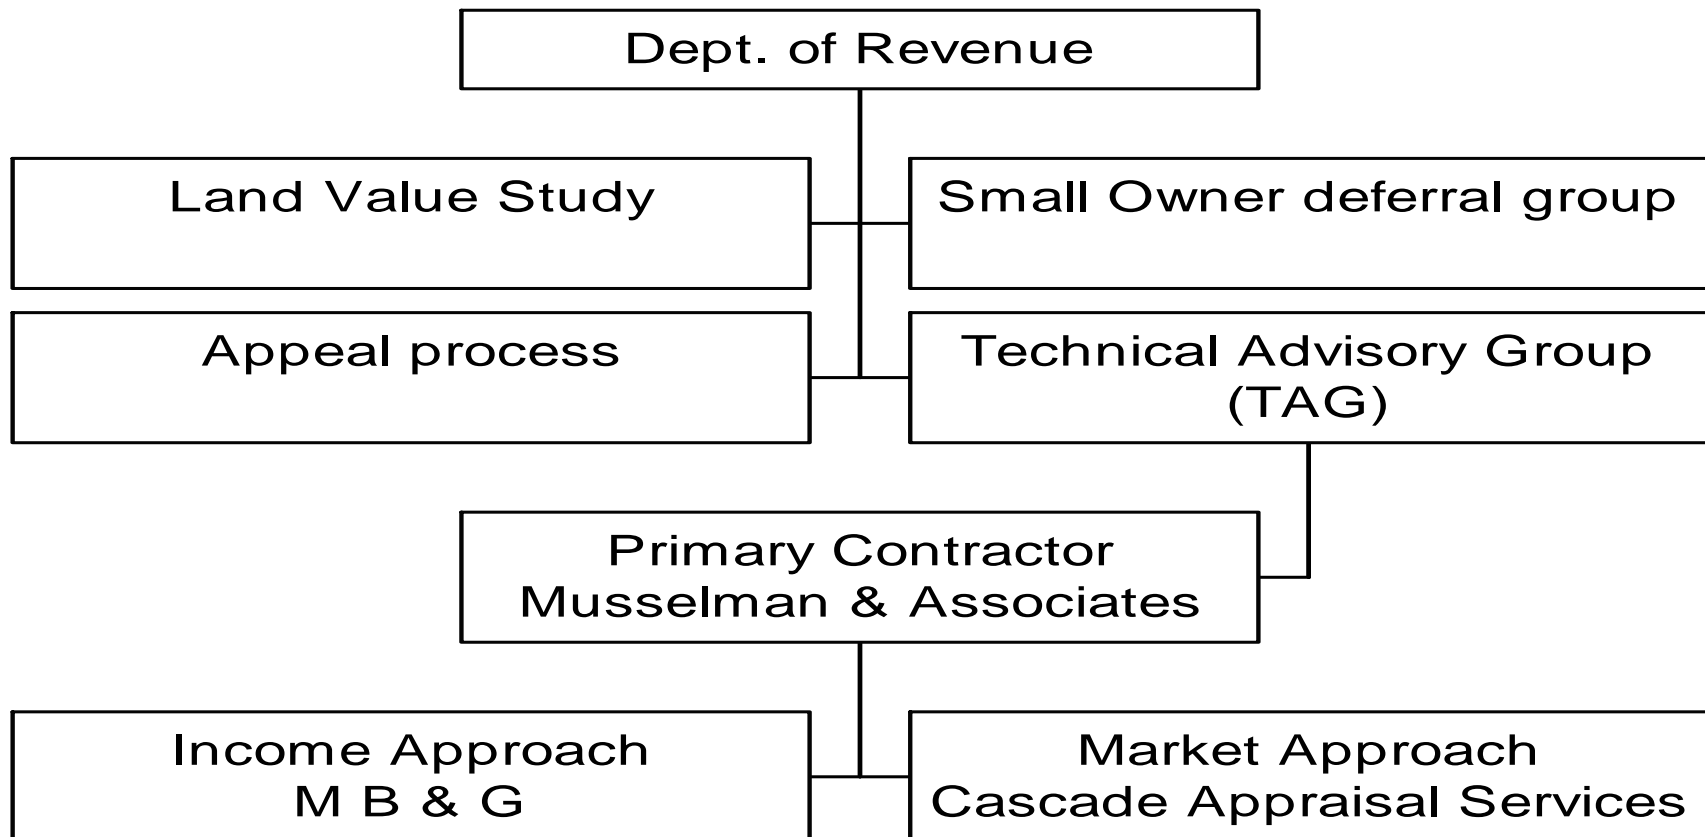 Dept. of Revenue
Land Value Study
Small Owner deferral group
Appeal process
Technical Advisory Group
(TAG)
Primary Contractor
Musselman & Associates
Income Approach
M B & G
Market Approach
Cascade Appraisal Services